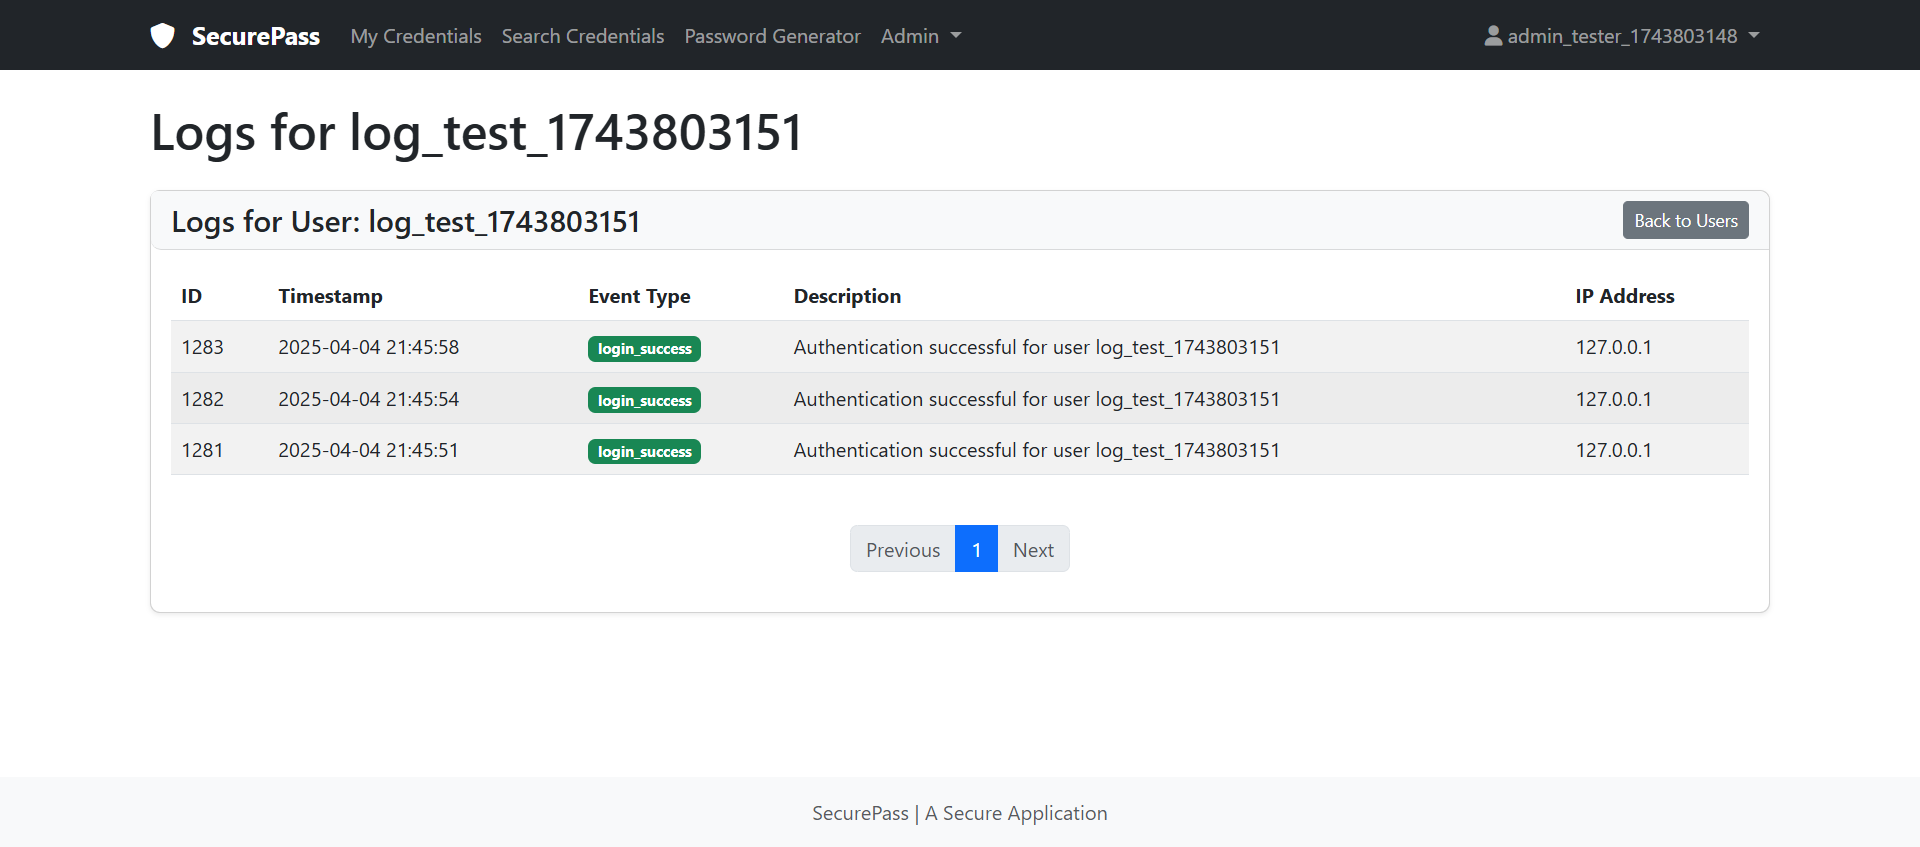 SecurePass My Credentials Search Credentials Password Generator Admin admin_tester_1743803148
Logs for log_test_1743803151
Logs for User: log_test_1743803151 Back to Users
ID Timestamp Event Type Description IP Address
1283 2025-04-04 21:45:58 login_success Authentication successful for user log_test_1743803151 127.0.0.1
1282 2025-04-04 21:45:54 login_success Authentication successful for user log_test_1743803151 127.0.0.1
1281 2025-04-04 21:45:51 login_success Authentication successful for user log_test_1743803151 127.0.0.1
Previous 1 Next
SecurePass | A Secure Application